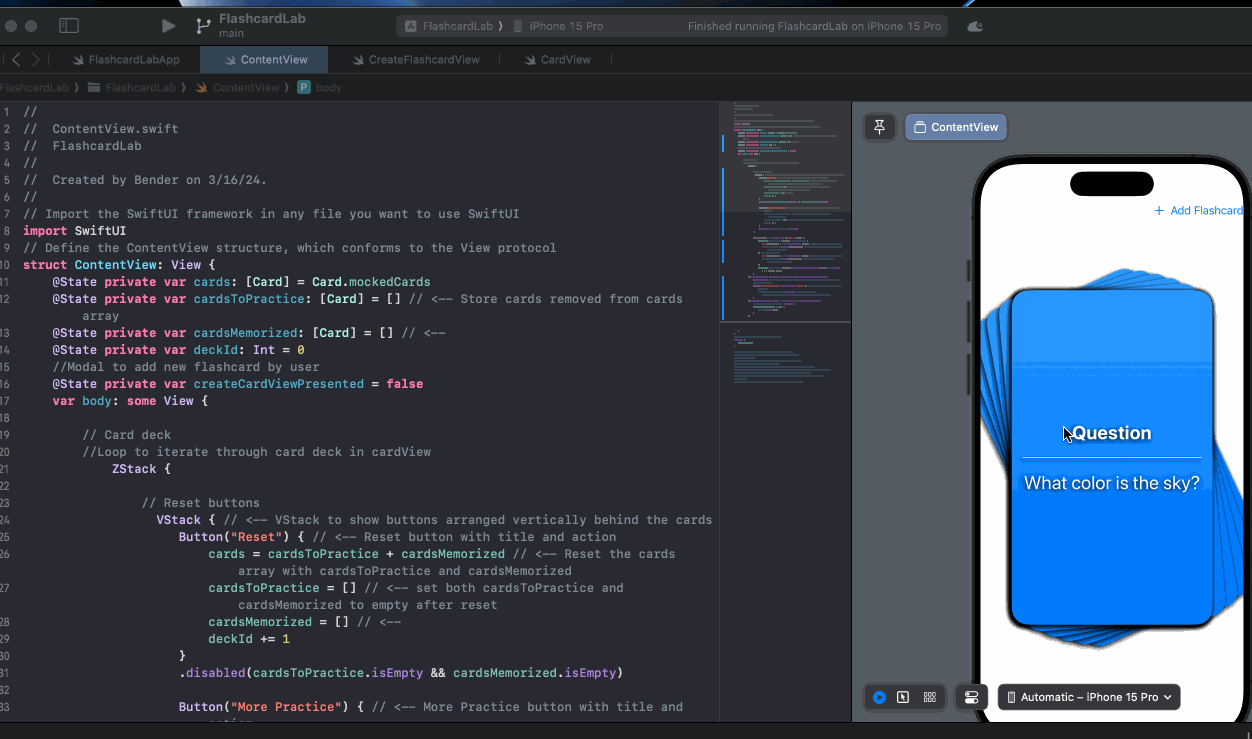 FlashcardLab
main
FlashcardLab 〉 iPhone 15 Pro
Finished running FlashcardLab on iPhone 15 Pro
FlashcardLabApp
ContentView
CreateFlashcardView
CardView
FlashcardLab 〉 FlashcardLab 〉 ContentView 〉 P body
1 //
2 //  ContentView.swift
3 //  FlashcardLab
4 //
5 //  Created by Bender on 3/16/24.
6 //
7 // Import the SwiftUI framework in any file you want to use SwiftUI
8 import SwiftUI
9 // Define the ContentView structure, which conforms to the View protocol
10 struct ContentView: View {
11 @State private var cards: [Card] = Card.mockedCards
12 @State private var cardsToPractice: [Card] = [] // <-- Store cards removed from cards
array
13 @State private var cardsMemorized: [Card] = [] // <--
14 @State private var deckId: Int = 0
15 //Modal to add new flashcard by user
16 @State private var createCardViewPresented = false
17 var body: some View {
18
19 // Card deck
20 //Loop to iterate through card deck in cardView
21 ZStack {
22
23 // Reset buttons
24 VStack { // <-- VStack to show buttons arranged vertically behind the cards
25 Button("Reset") { // <-- Reset button with title and action
26 cards = cardsToPractice + cardsMemorized // <-- Reset the cards
array with cardsToPractice and cardsMemorized
27 cardsToPractice = [] // <-- set both cardsToPractice and
cardsMemorized to empty after reset
28 cardsMemorized = [] // <--
29 deckId += 1
30 }
31 .disabled(cardsToPractice.isEmpty && cardsMemorized.isEmpty)
32
33 Button("More Practice") { // <-- More Practice button with title and
ContentView
+ Add Flashcard
Question
What color is the sky?
Automatic – iPhone 15 Pro